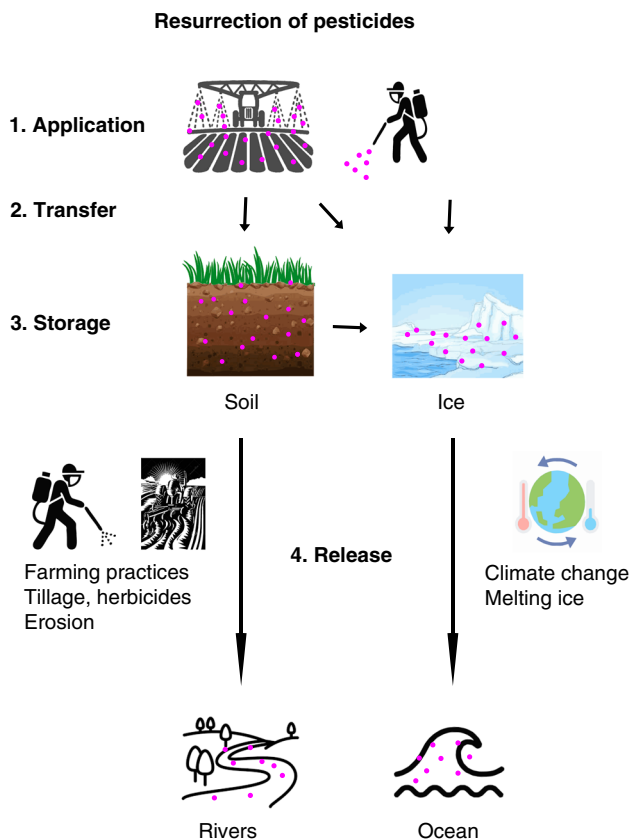 Resurrection of pesticides
1. Application
2. Transfer
3. Storage
Soil
Ice
4. Release
Farming practices
Tillage, herbicides
Erosion
Climate change
Melting ice
Rivers
Ocean